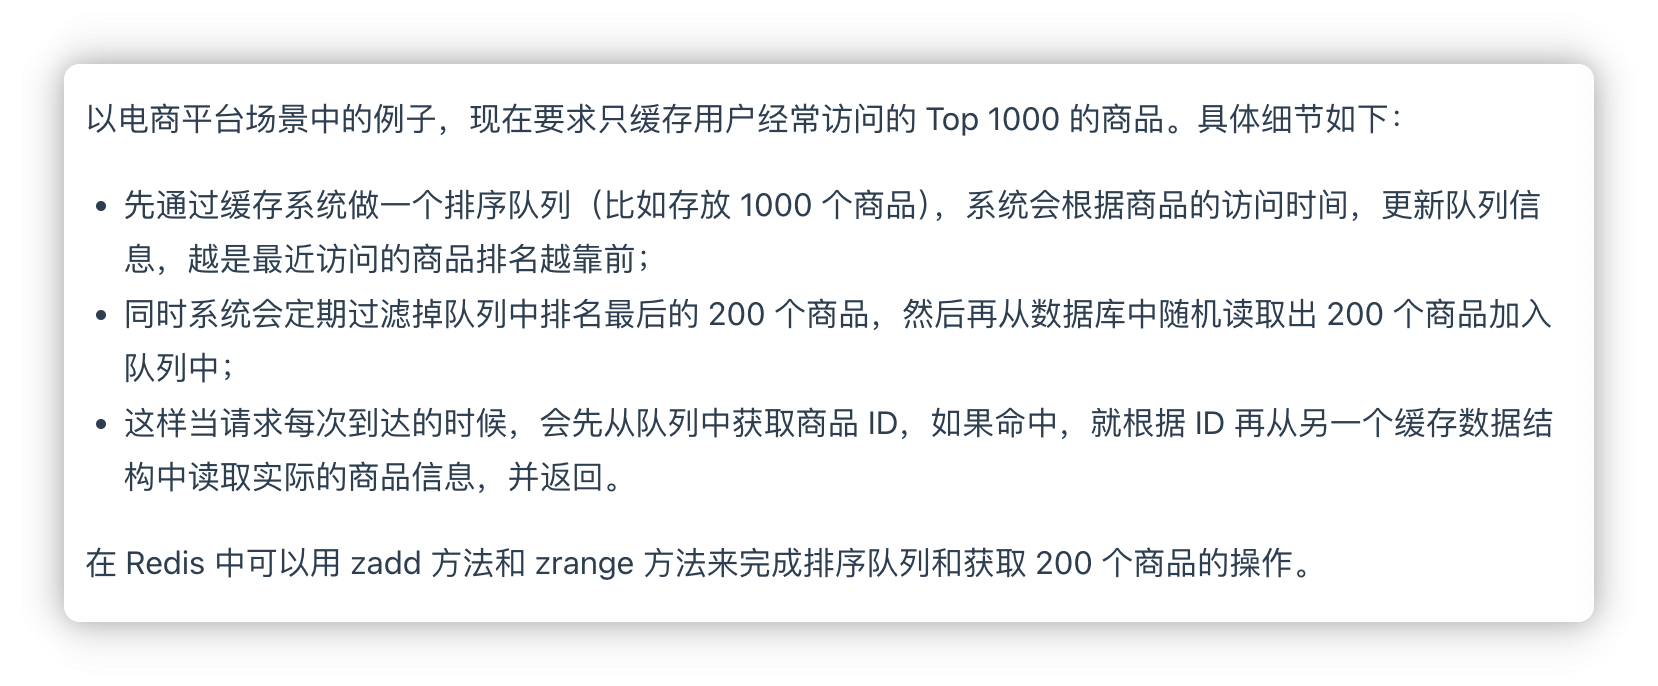 以电商平台场景中的例子，现在要求只缓存用户经常访问的 Top 1000 的商品。具体细节如下：
• 先通过缓存系统做一个排序队列（比如存放 1000 个商品），系统会根据商品的访问时间，更新队列信
息，越是最近访问的商品排名越靠前；
• 同时系统会定期过滤掉队列中排名最后的 200 个商品，然后再从数据库中随机读取出 200 个商品加入
队列中；
• 这样当请求每次到达的时候，会先从队列中获取商品 ID，如果命中，就根据 ID 再从另一个缓存数据结
构中读取实际的商品信息，并返回。
在 Redis 中可以用 zadd 方法和 zrange 方法来完成排序队列和获取 200 个商品的操作。